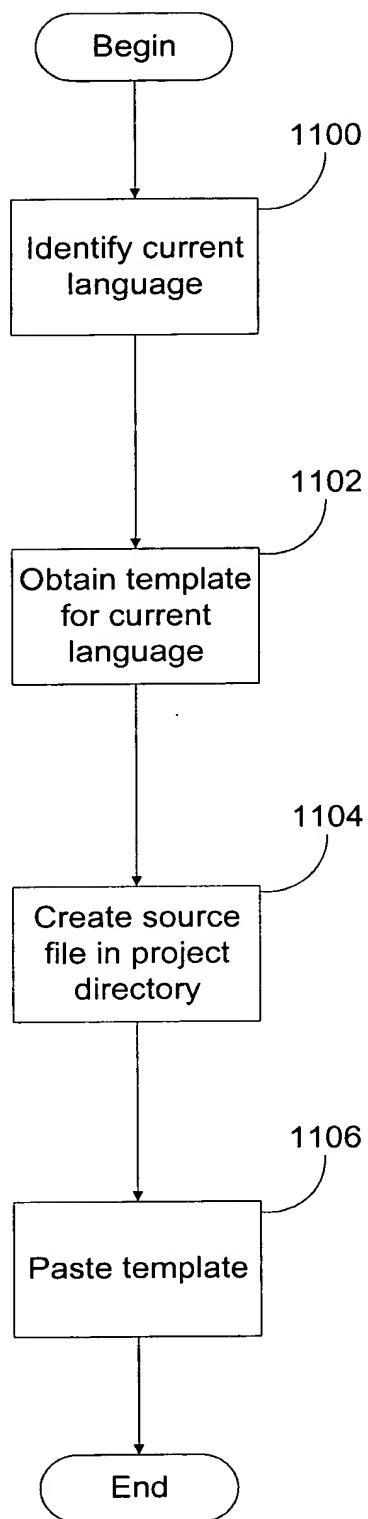 Begin
1100
Identify current
language
1102
Obtain template
for current
language
1104
Create source
file in project
directory
1106
Paste template
End